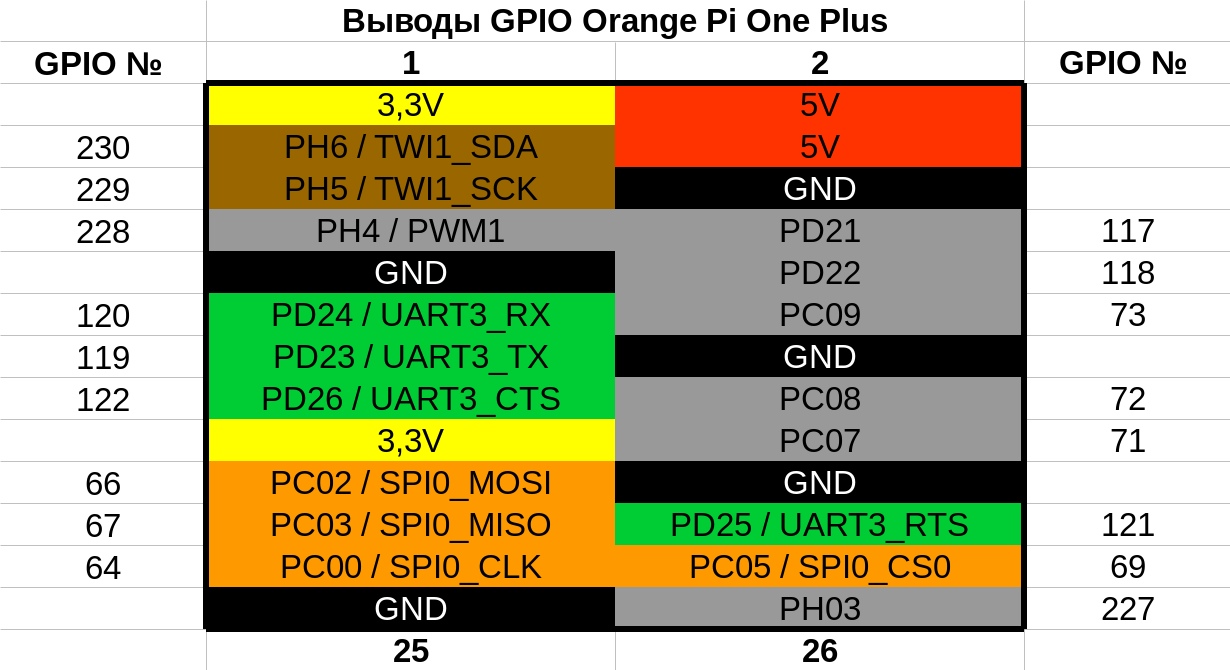 Выводы GPIO Orange Pi One Plus
GPIO № 1 2 GPIO №
3,3V 5V
230 PH6 / TWI1_SDA 5V
229 PH5 / TWI1_SCK GND
228 PH4 / PWM1 PD21 117
GND PD22 118
120 PD24 / UART3_RX PC09 73
119 PD23 / UART3_TX GND
122 PD26 / UART3_CTS PC08 72
3,3V PC07 71
66 PC02 / SPI0_MOSI GND
67 PC03 / SPI0_MISO PD25 / UART3_RTS 121
64 PC00 / SPI0_CLK PC05 / SPI0_CS0 69
GND PH03 227
25 26